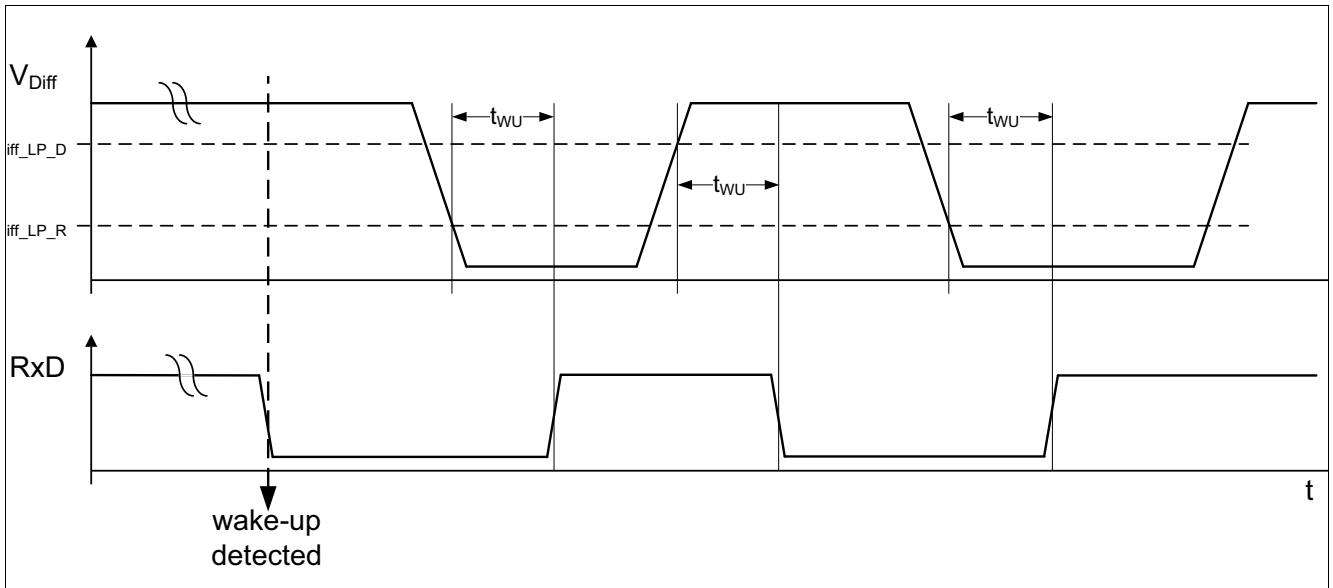 VDiff
tWU
tWU
iff_LP_D
tWU
iff_LP_R
RxD
t
wake-up
detected